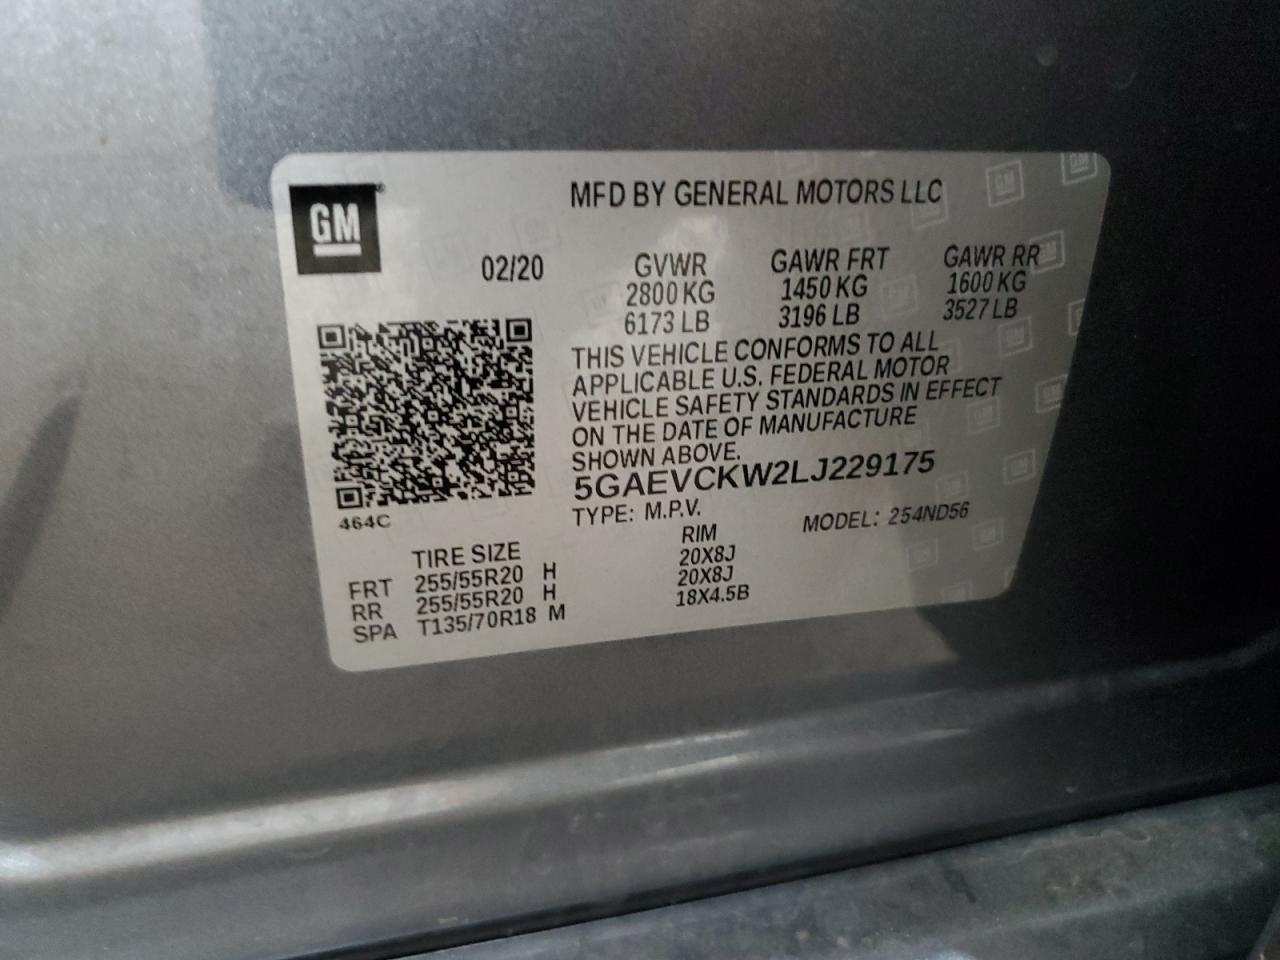 GM
MFD BY GENERAL MOTORS LLC
02/20 GVWR GAWR FRT GAWR RR
2800 KG 1450 KG 1600 KG
6173 LB 3196 LB 3527 LB
THIS VEHICLE CONFORMS TO ALL
APPLICABLE U.S. FEDERAL MOTOR
VEHICLE SAFETY STANDARDS IN EFFECT
ON THE DATE OF MANUFACTURE
SHOWN ABOVE.
5GAEVCKW2LJ229175
464C
TYPE: M.P.V. MODEL: 254ND56
TIRE SIZE RIM
FRT 255/55R20 H 20X8J
RR 255/55R20 H 20X8J
SPA T135/70R18 M 18X4.5B